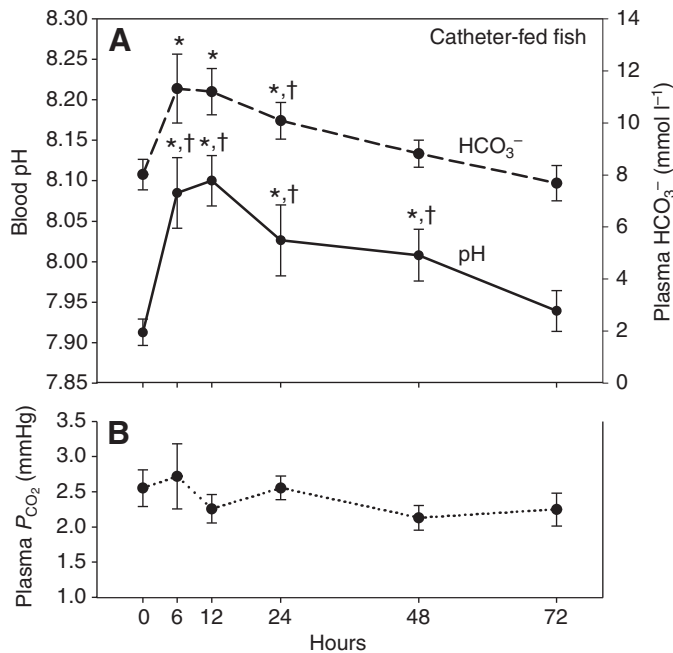 A
Catheter-fed fish
Blood pH
8.30
8.25
8.20
8.15
8.10
8.05
8.00
7.95
7.90
7.85
* * *,†
*,† *,† *,† *,†
HCO₃⁻
pH
14
12
10
8
6
4
2
0
Plasma HCO₃⁻ (mmol l⁻¹)
B
Plasma P_CO₂ (mmHg)
3.5
3.0
2.5
2.0
1.5
1.0
0 6 12 24 48 72
Hours